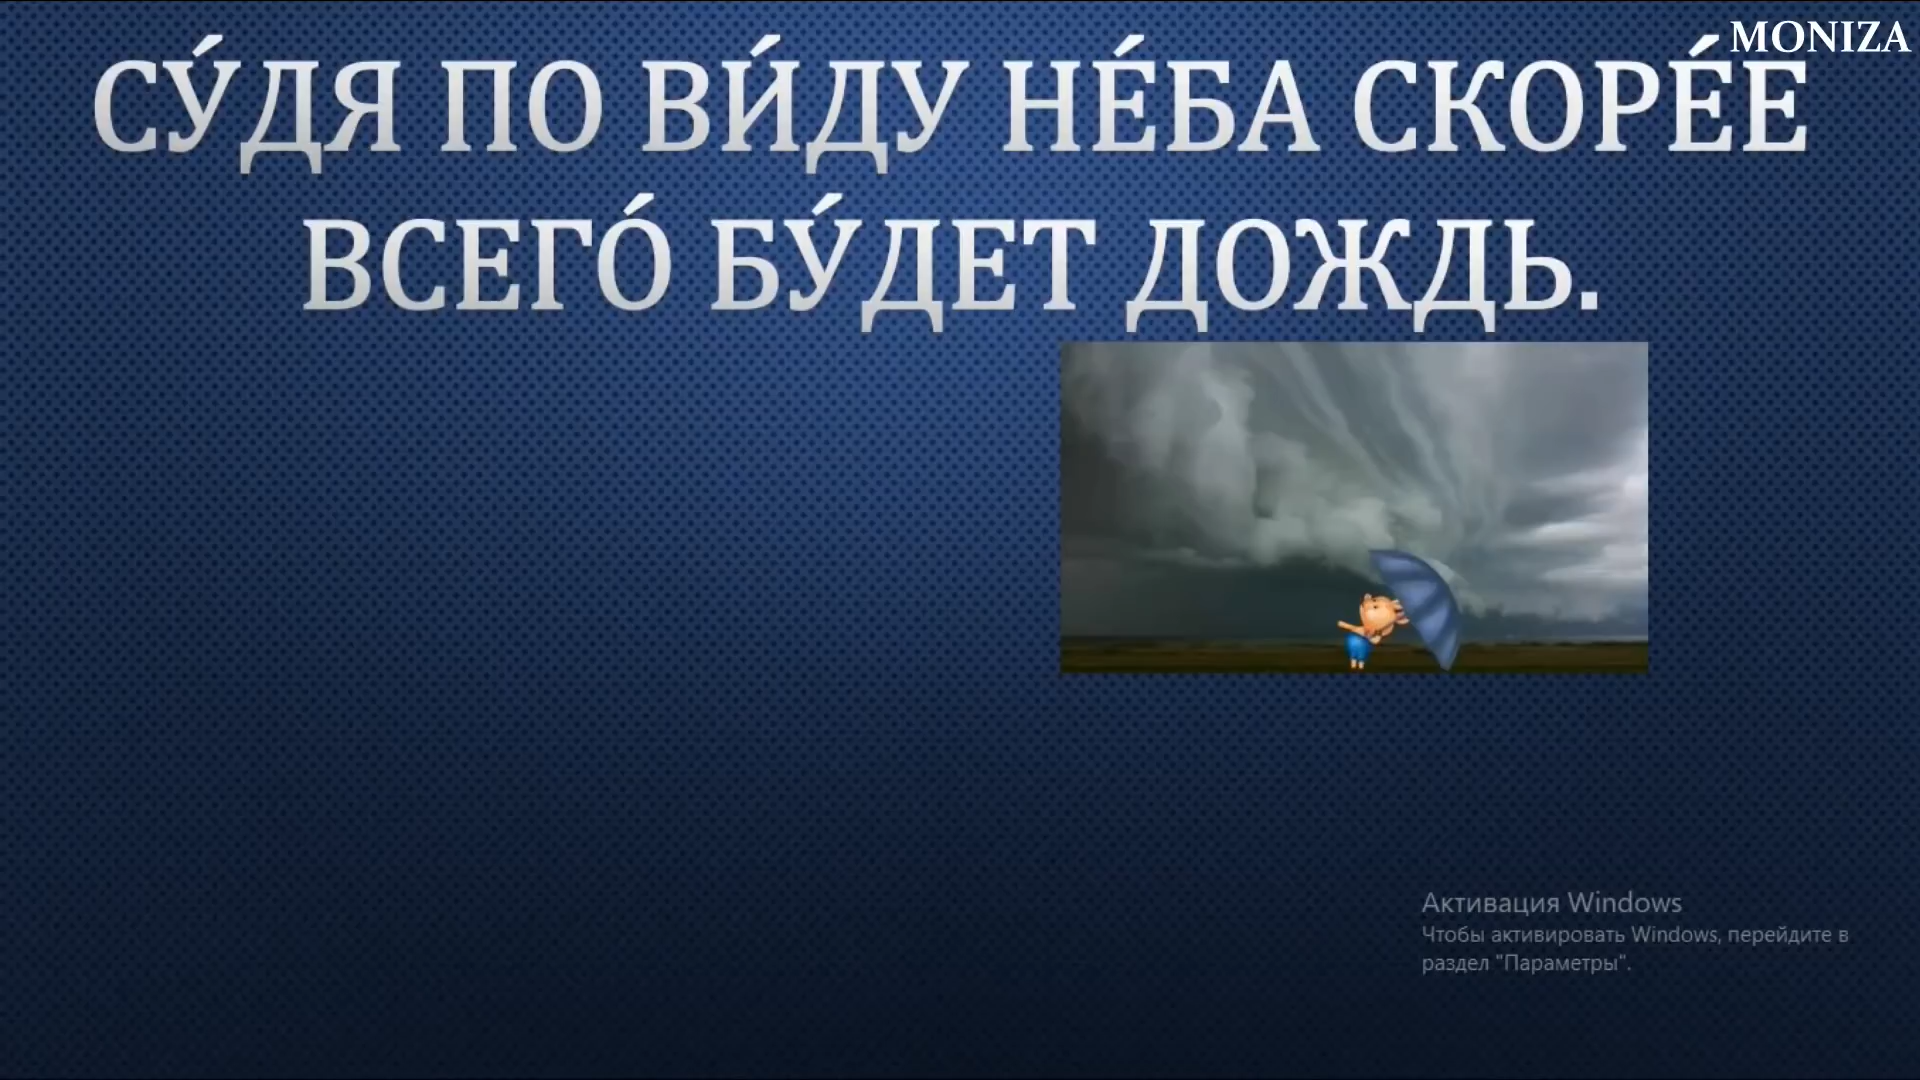 MONIZA
СУ́ДЯ ПО ВИ́ДУ НЕ́БА СКОРЕ́Е
ВСЕГО́ БУ́ДЕТ ДОЖДЬ.
Активация Windows
Чтобы активировать Windows, перейдите в
раздел "Параметры".